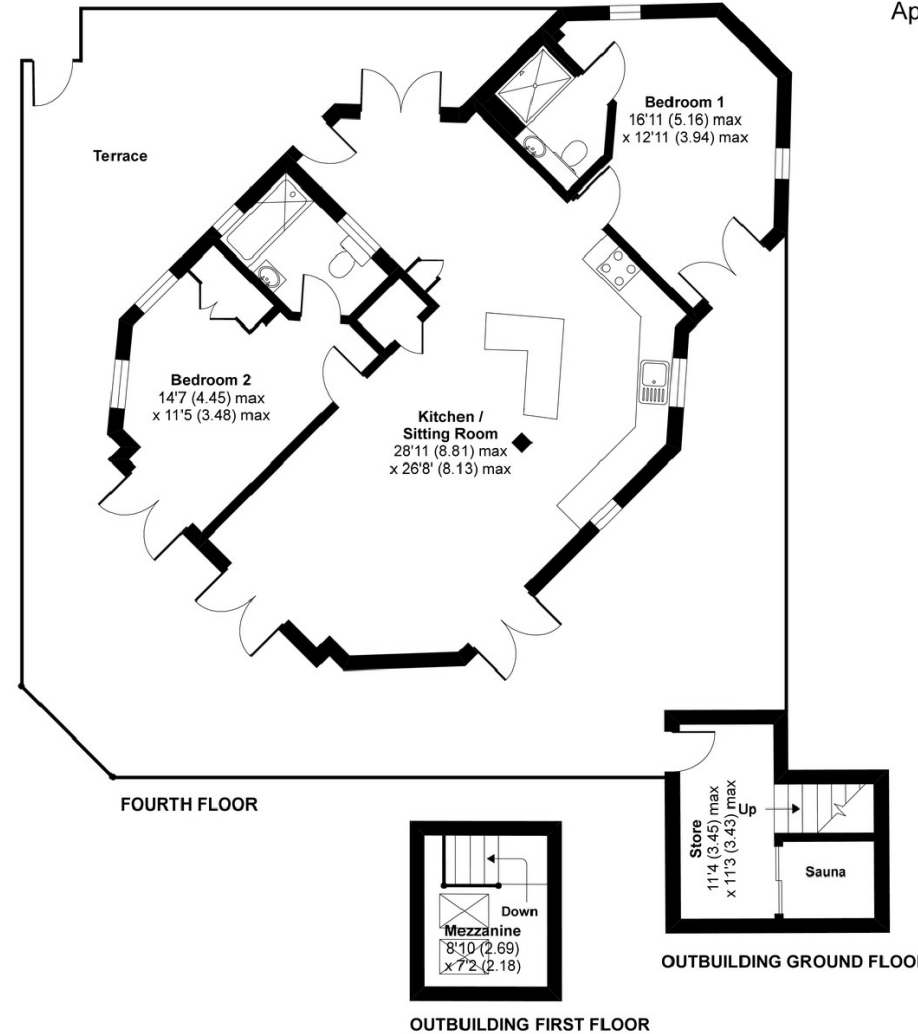 Ap
Terrace
Bedroom 1
16'11 (5.16) max
x 12'11 (3.94) max
Bedroom 2
14'7 (4.45) max
x 11'5 (3.48) max
Kitchen /
Sitting Room
28'11 (8.81) max
x 26'8' (8.13) max
FOURTH FLOOR
Store
11'4 (3.45) max
x 11'3 (3.43) max
Up
Sauna
Down
Mezzanine
8'10 (2.69)
x 7'2 (2.18)
OUTBUILDING GROUND FLOO
OUTBUILDING FIRST FLOOR